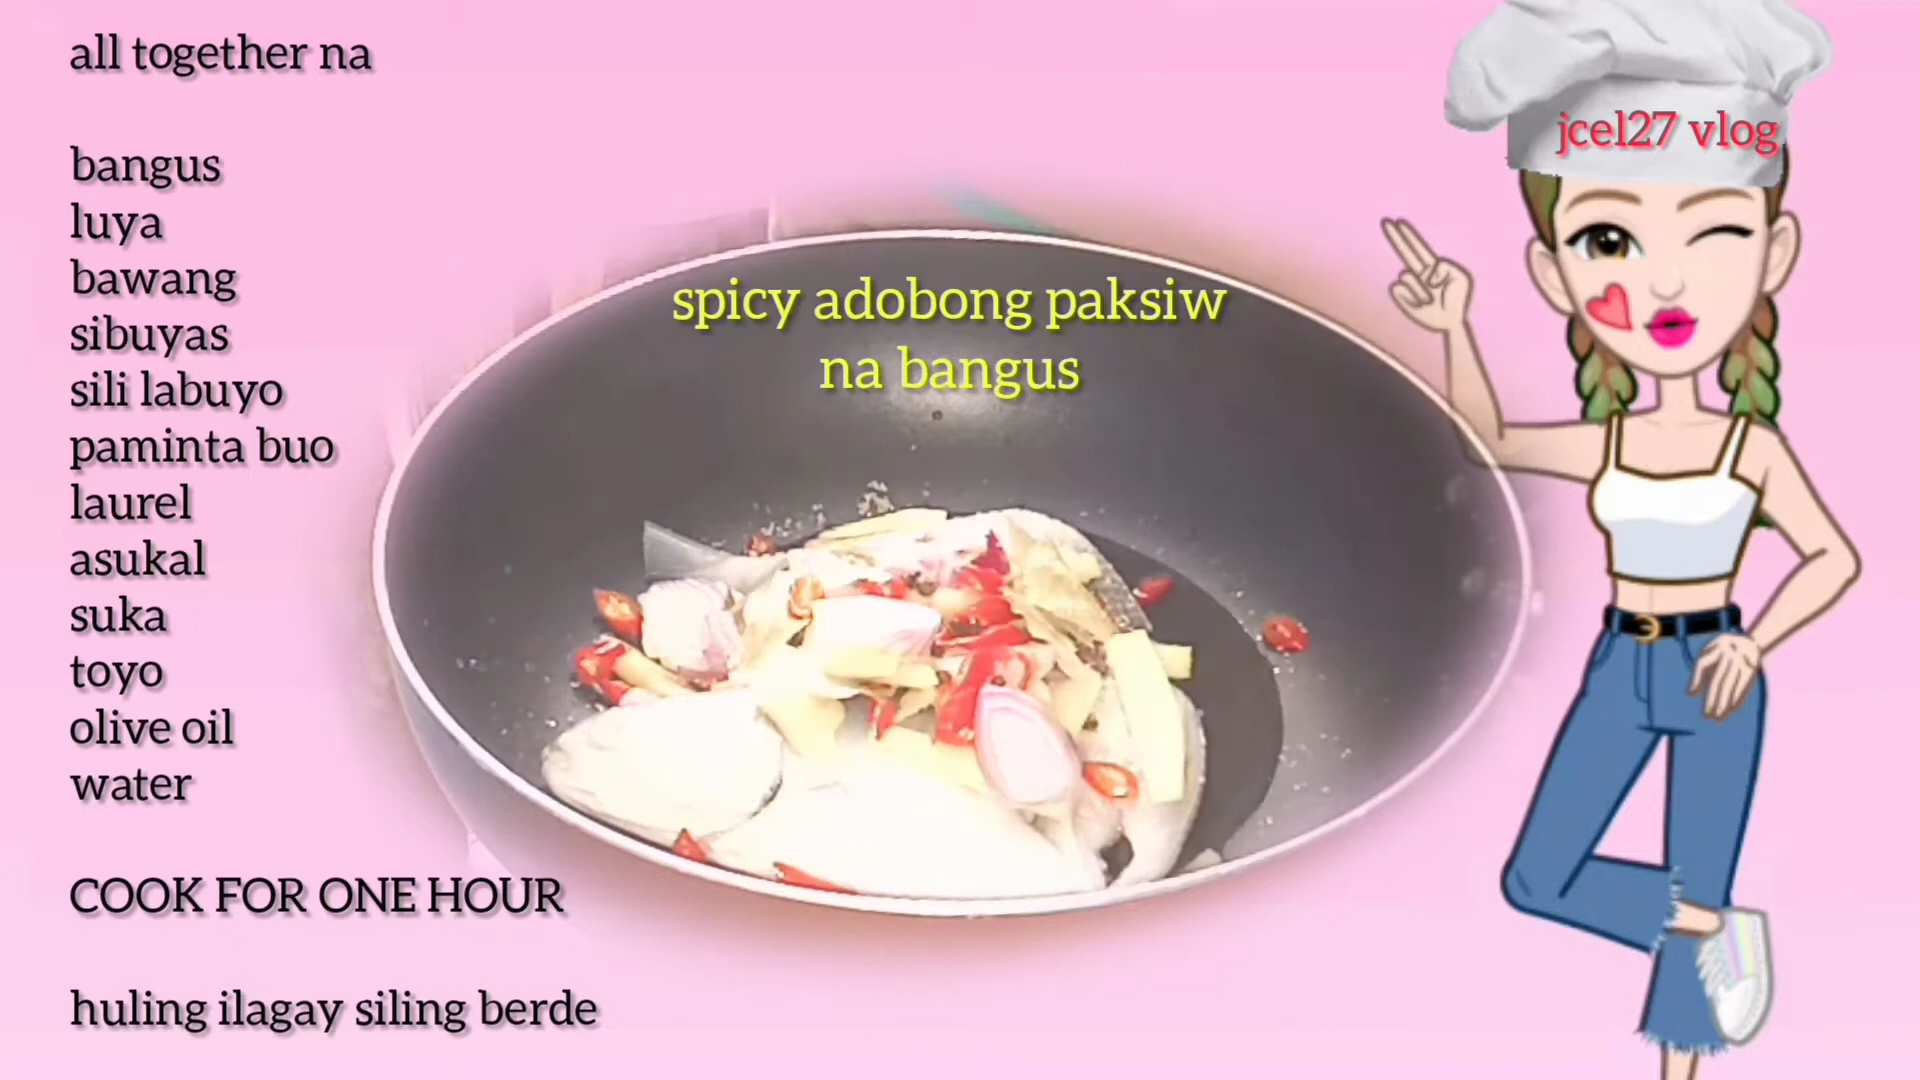 all together na
bangus
luya
bawang
sibuyas
sili labuyo
paminta buo
laurel
asukal
suka
toyo
olive oil
water
COOK FOR ONE HOUR
huling ilagay siling berde
spicy adobong paksiw
na bangus
jcel27 vlog